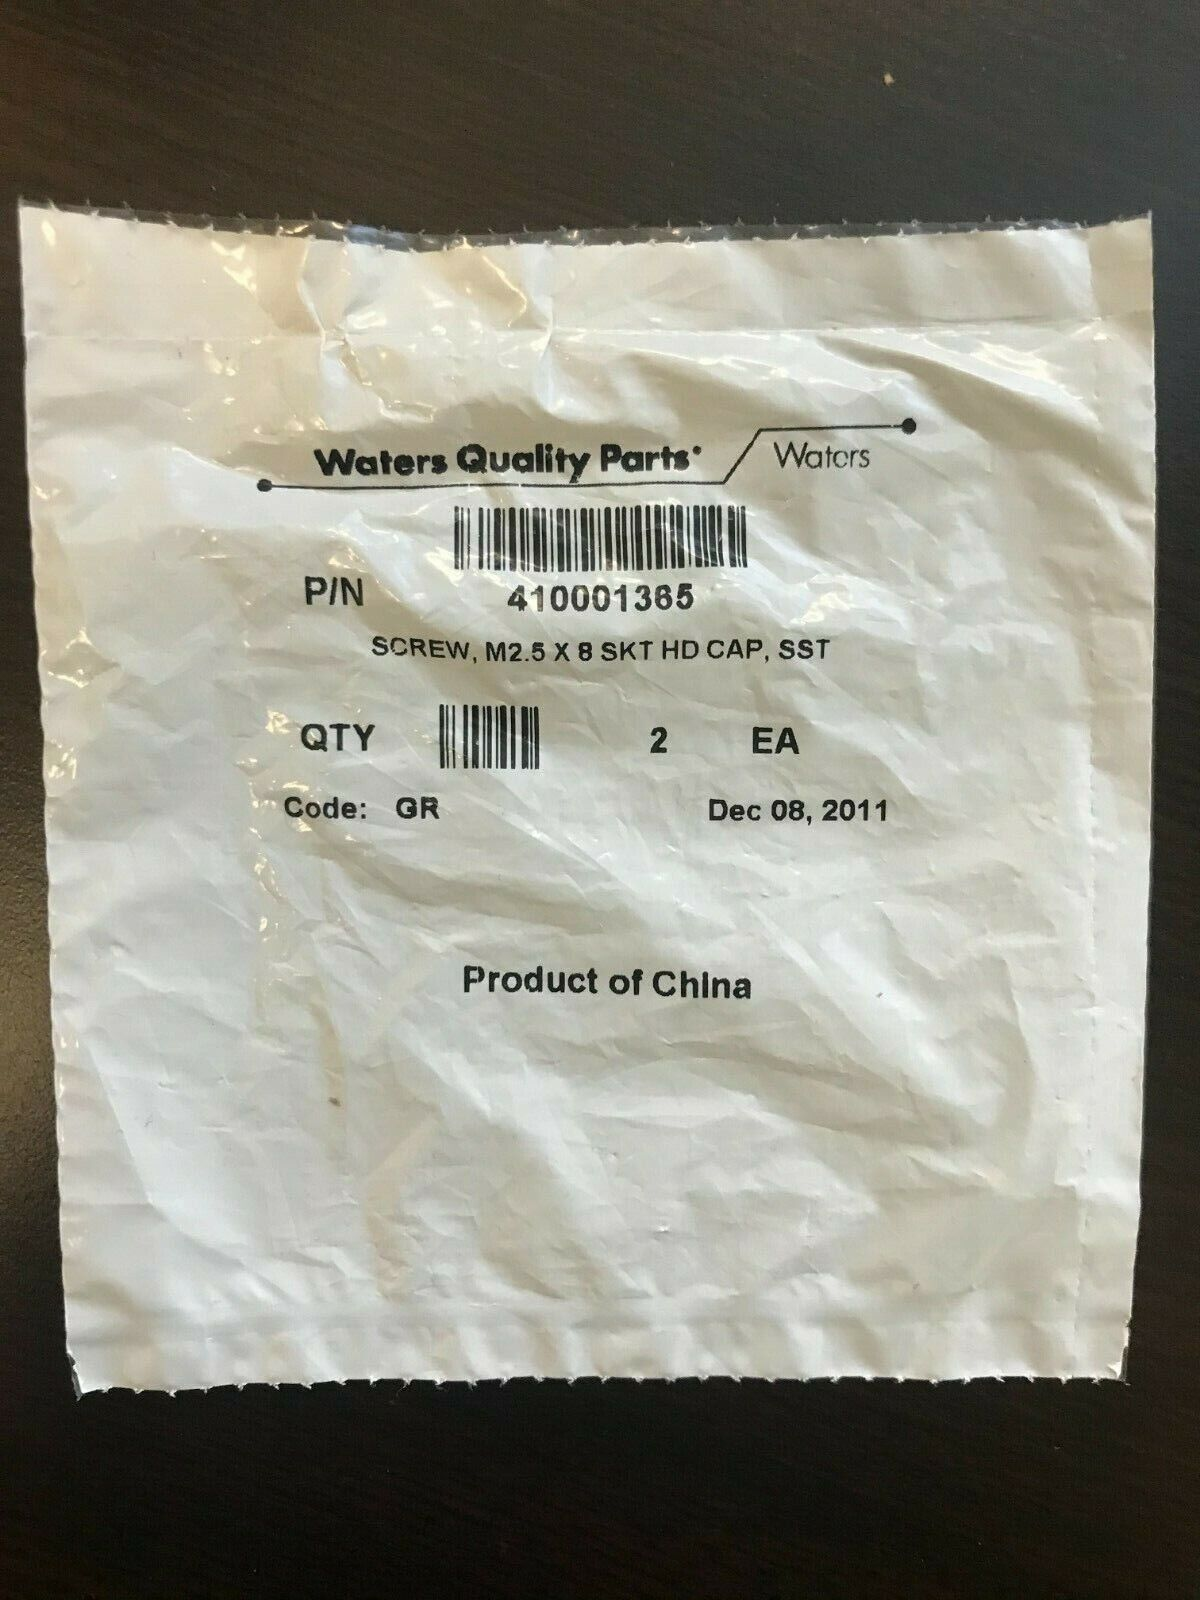 Waters Quality Parts® Waters
P/N 410001365
SCREW, M2.5 X 8 SKT HD CAP, SST
QTY 2 EA
Code: GR Dec 08, 2011
Product of China